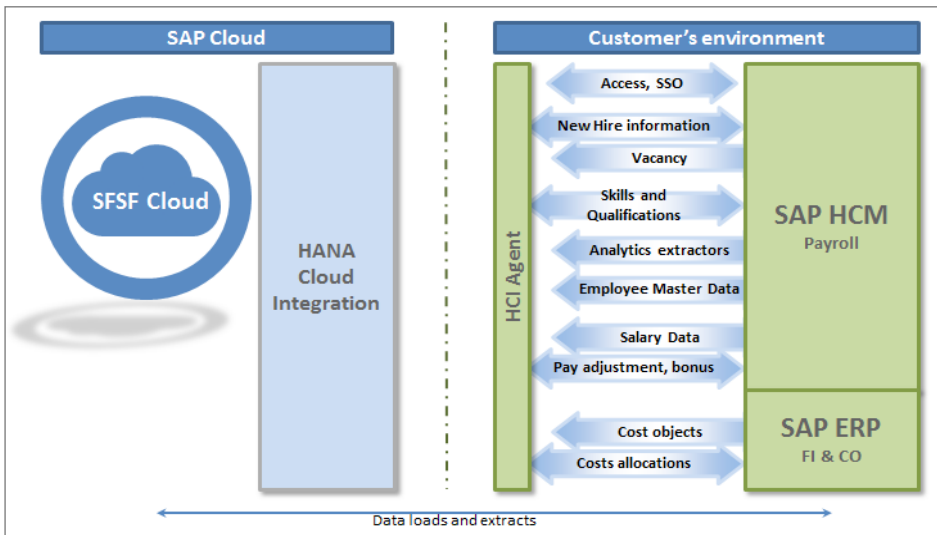 SAP Cloud
Customer's environment
SFSF Cloud
HANA
Cloud
Integration
HCI Agent
Access, SSO
New Hire information
Vacancy
Skills and
Qualifications
Analytics extractors
Employee Master Data
Salary Data
Pay adjustment, bonus
Cost objects
Costs allocations
SAP HCM
Payroll
SAP ERP
FI & CO
Data loads and extracts